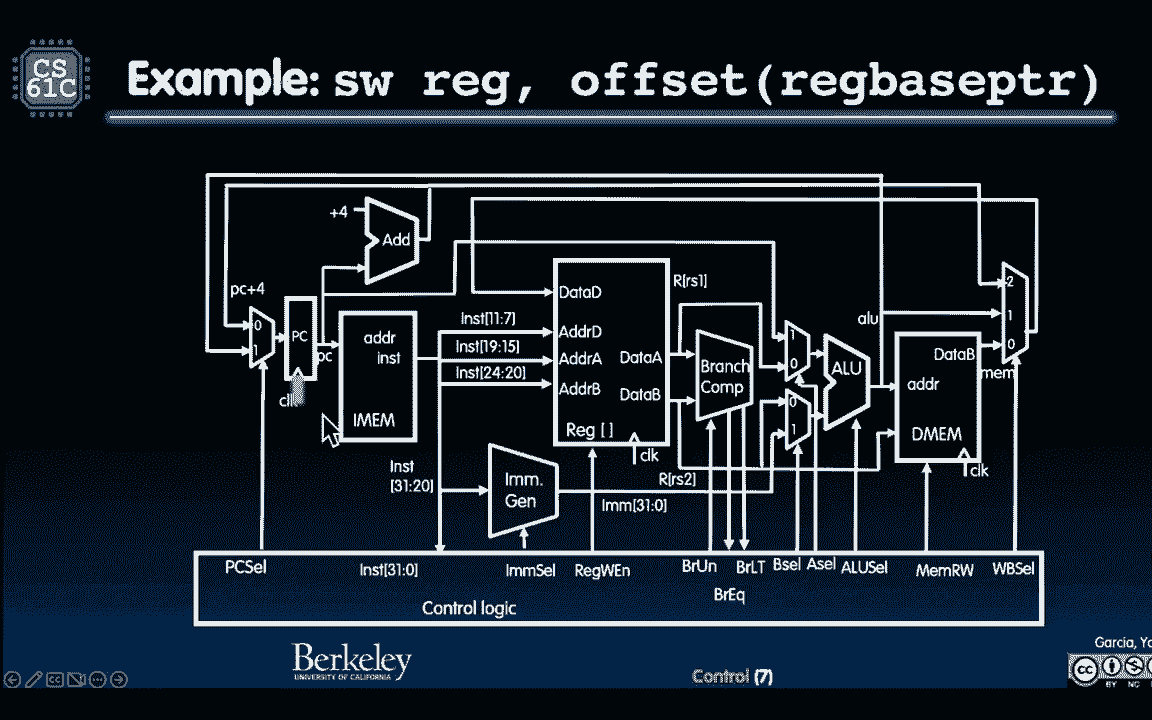 CS
61C
Example: sw reg, offset(regbaseptr)
+4
Add
pc+4
0
1
PC
pc
clk
addr
inst
IMEM
Inst[11:7]
Inst[19:15]
Inst[24:20]
Inst
[31:20]
DataD
AddrD
AddrA
AddrB
DataA
DataB
Reg [ ]
clk
Imm.
Gen
Imm[31:0]
R[rs1]
R[rs2]
Branch
Comp
1
0
0
1
ALU
alu
addr
DataB
DMEM
clk
mem
2
1
0
PCSel
Inst[31:0]
ImmSel
RegWEn
BrUn
BrEq
BrLT
Bsel
Asel
ALUSel
MemRW
WBSel
Control logic
Berkeley
UNIVERSITY OF CALIFORNIA
Control (7)
Garcia,
cc
BY NC